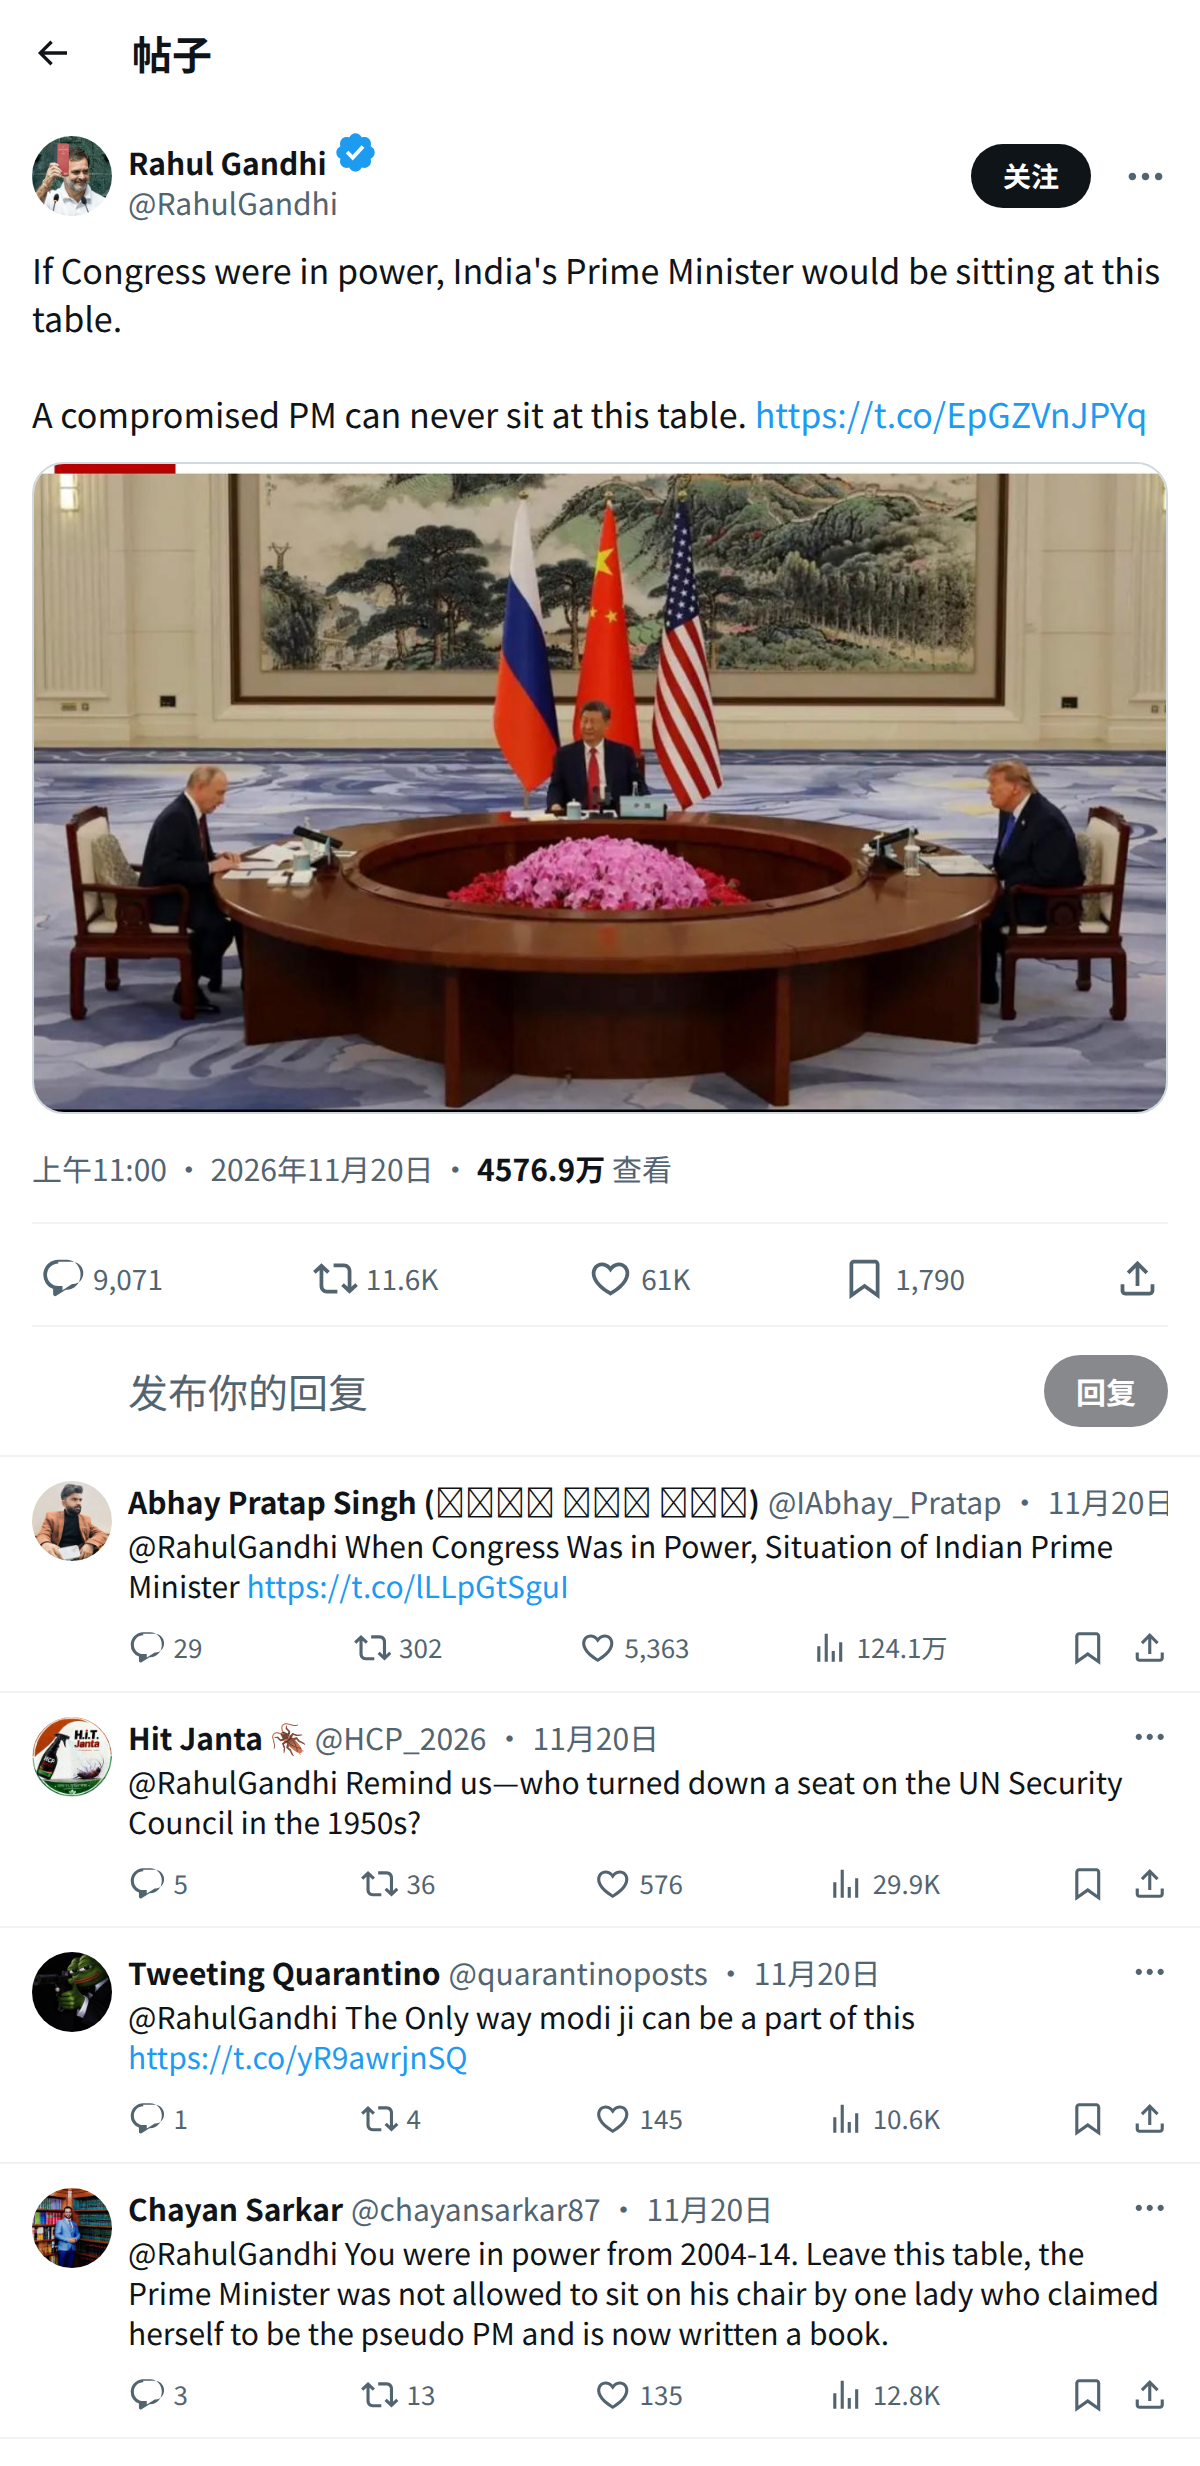 帖子
Rahul Gandhi
@RahulGandhi
关注
If Congress were in power, India's Prime Minister would be sitting at this
table.
A compromised PM can never sit at this table. https://t.co/EpGZVnJPYq
上午11:00 · 2026年11月20日 · 4576.9万 查看
9,071 11.6K 61K 1,790
发布你的回复
回复
Abhay Pratap Singh ( ) @IAbhay_Pratap · 11月20日
@RahulGandhi When Congress Was in Power, Situation of Indian Prime
Minister https://t.co/lLLpGtSguI
29 302 5,363 124.1万
H.i.T.
Janta
HCP
Hit Janta 🪳 @HCP_2026 · 11月20日
@RahulGandhi Remind us—who turned down a seat on the UN Security
Council in the 1950s?
5 36 576 29.9K
Tweeting Quarantino @quarantinoposts · 11月20日
@RahulGandhi The Only way modi ji can be a part of this
https://t.co/yR9awrjnSQ
1 4 145 10.6K
Chayan Sarkar @chayansarkar87 · 11月20日
@RahulGandhi You were in power from 2004-14. Leave this table, the
Prime Minister was not allowed to sit on his chair by one lady who claimed
herself to be the pseudo PM and is now written a book.
3 13 135 12.8K